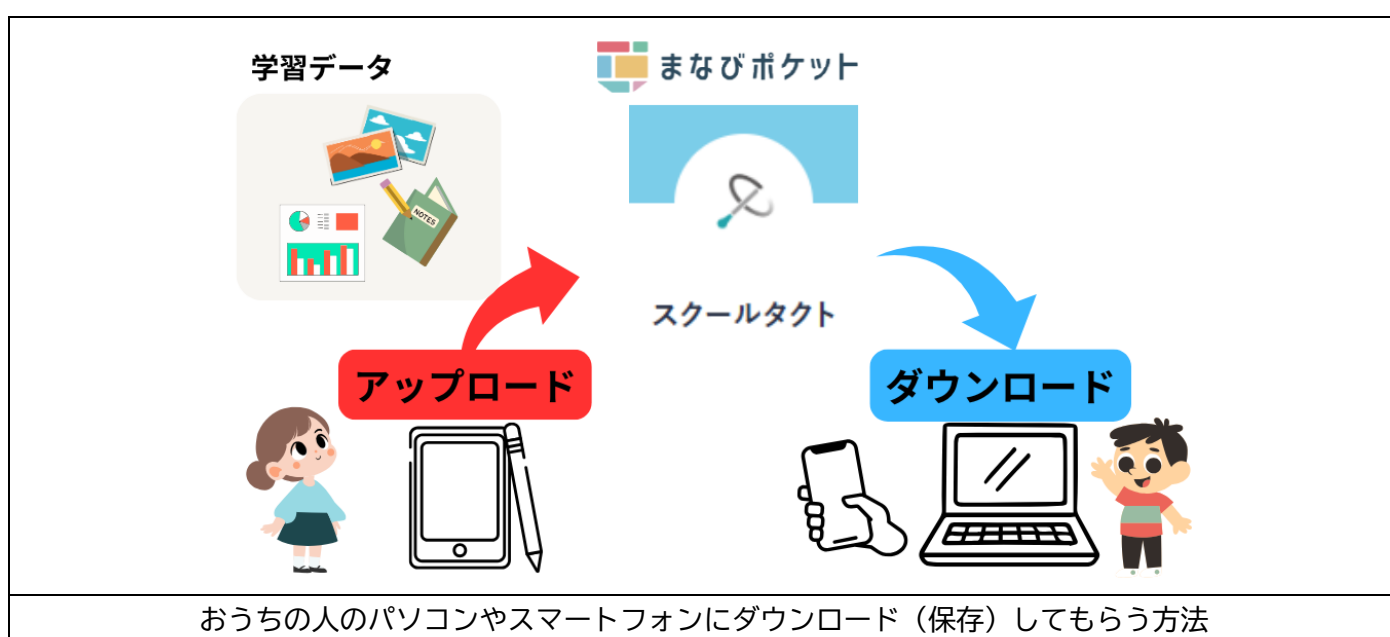 学習データ
まなびポケット
NOTES
スクールタクト
アップロード
ダウンロード
おうちの人のパソコンやスマートフォンにダウンロード（保存）してもらう方法